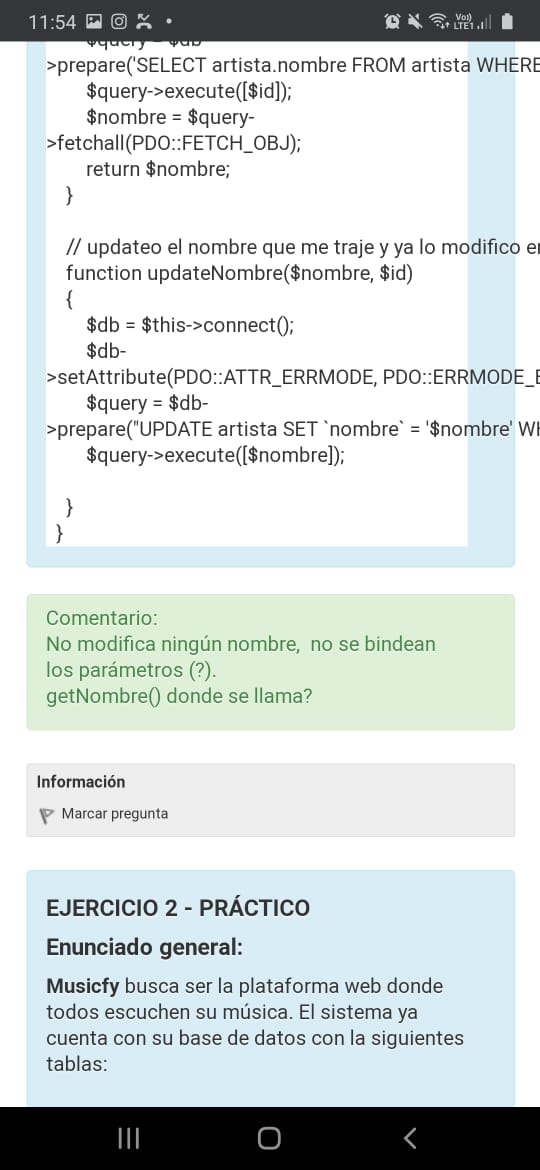 11:54
Vo)) LTE1
$query = $db-
>prepare('SELECT artista.nombre FROM artista WHERE
$query->execute([$id]);
$nombre = $query-
>fetchall(PDO::FETCH_OBJ);
return $nombre;
}
// updateo el nombre que me traje y ya lo modifico
function updateNombre($nombre, $id)
{
$db = $this->connect();
$db-
>setAttribute(PDO::ATTR_ERRMODE, PDO::ERRMODE_E
$query = $db-
>prepare("UPDATE artista SET `nombre` = '$nombre' WH
$query->execute([$nombre]);
}
}
Comentario:
No modifica ningún nombre, no se bindean
los parámetros (?).
getNombre() donde se llama?
Información
Marcar pregunta
EJERCICIO 2 - PRÁCTICO
Enunciado general:
Musicfy busca ser la plataforma web donde
todos escuchen su música. El sistema ya
cuenta con su base de datos con la siguientes
tablas: